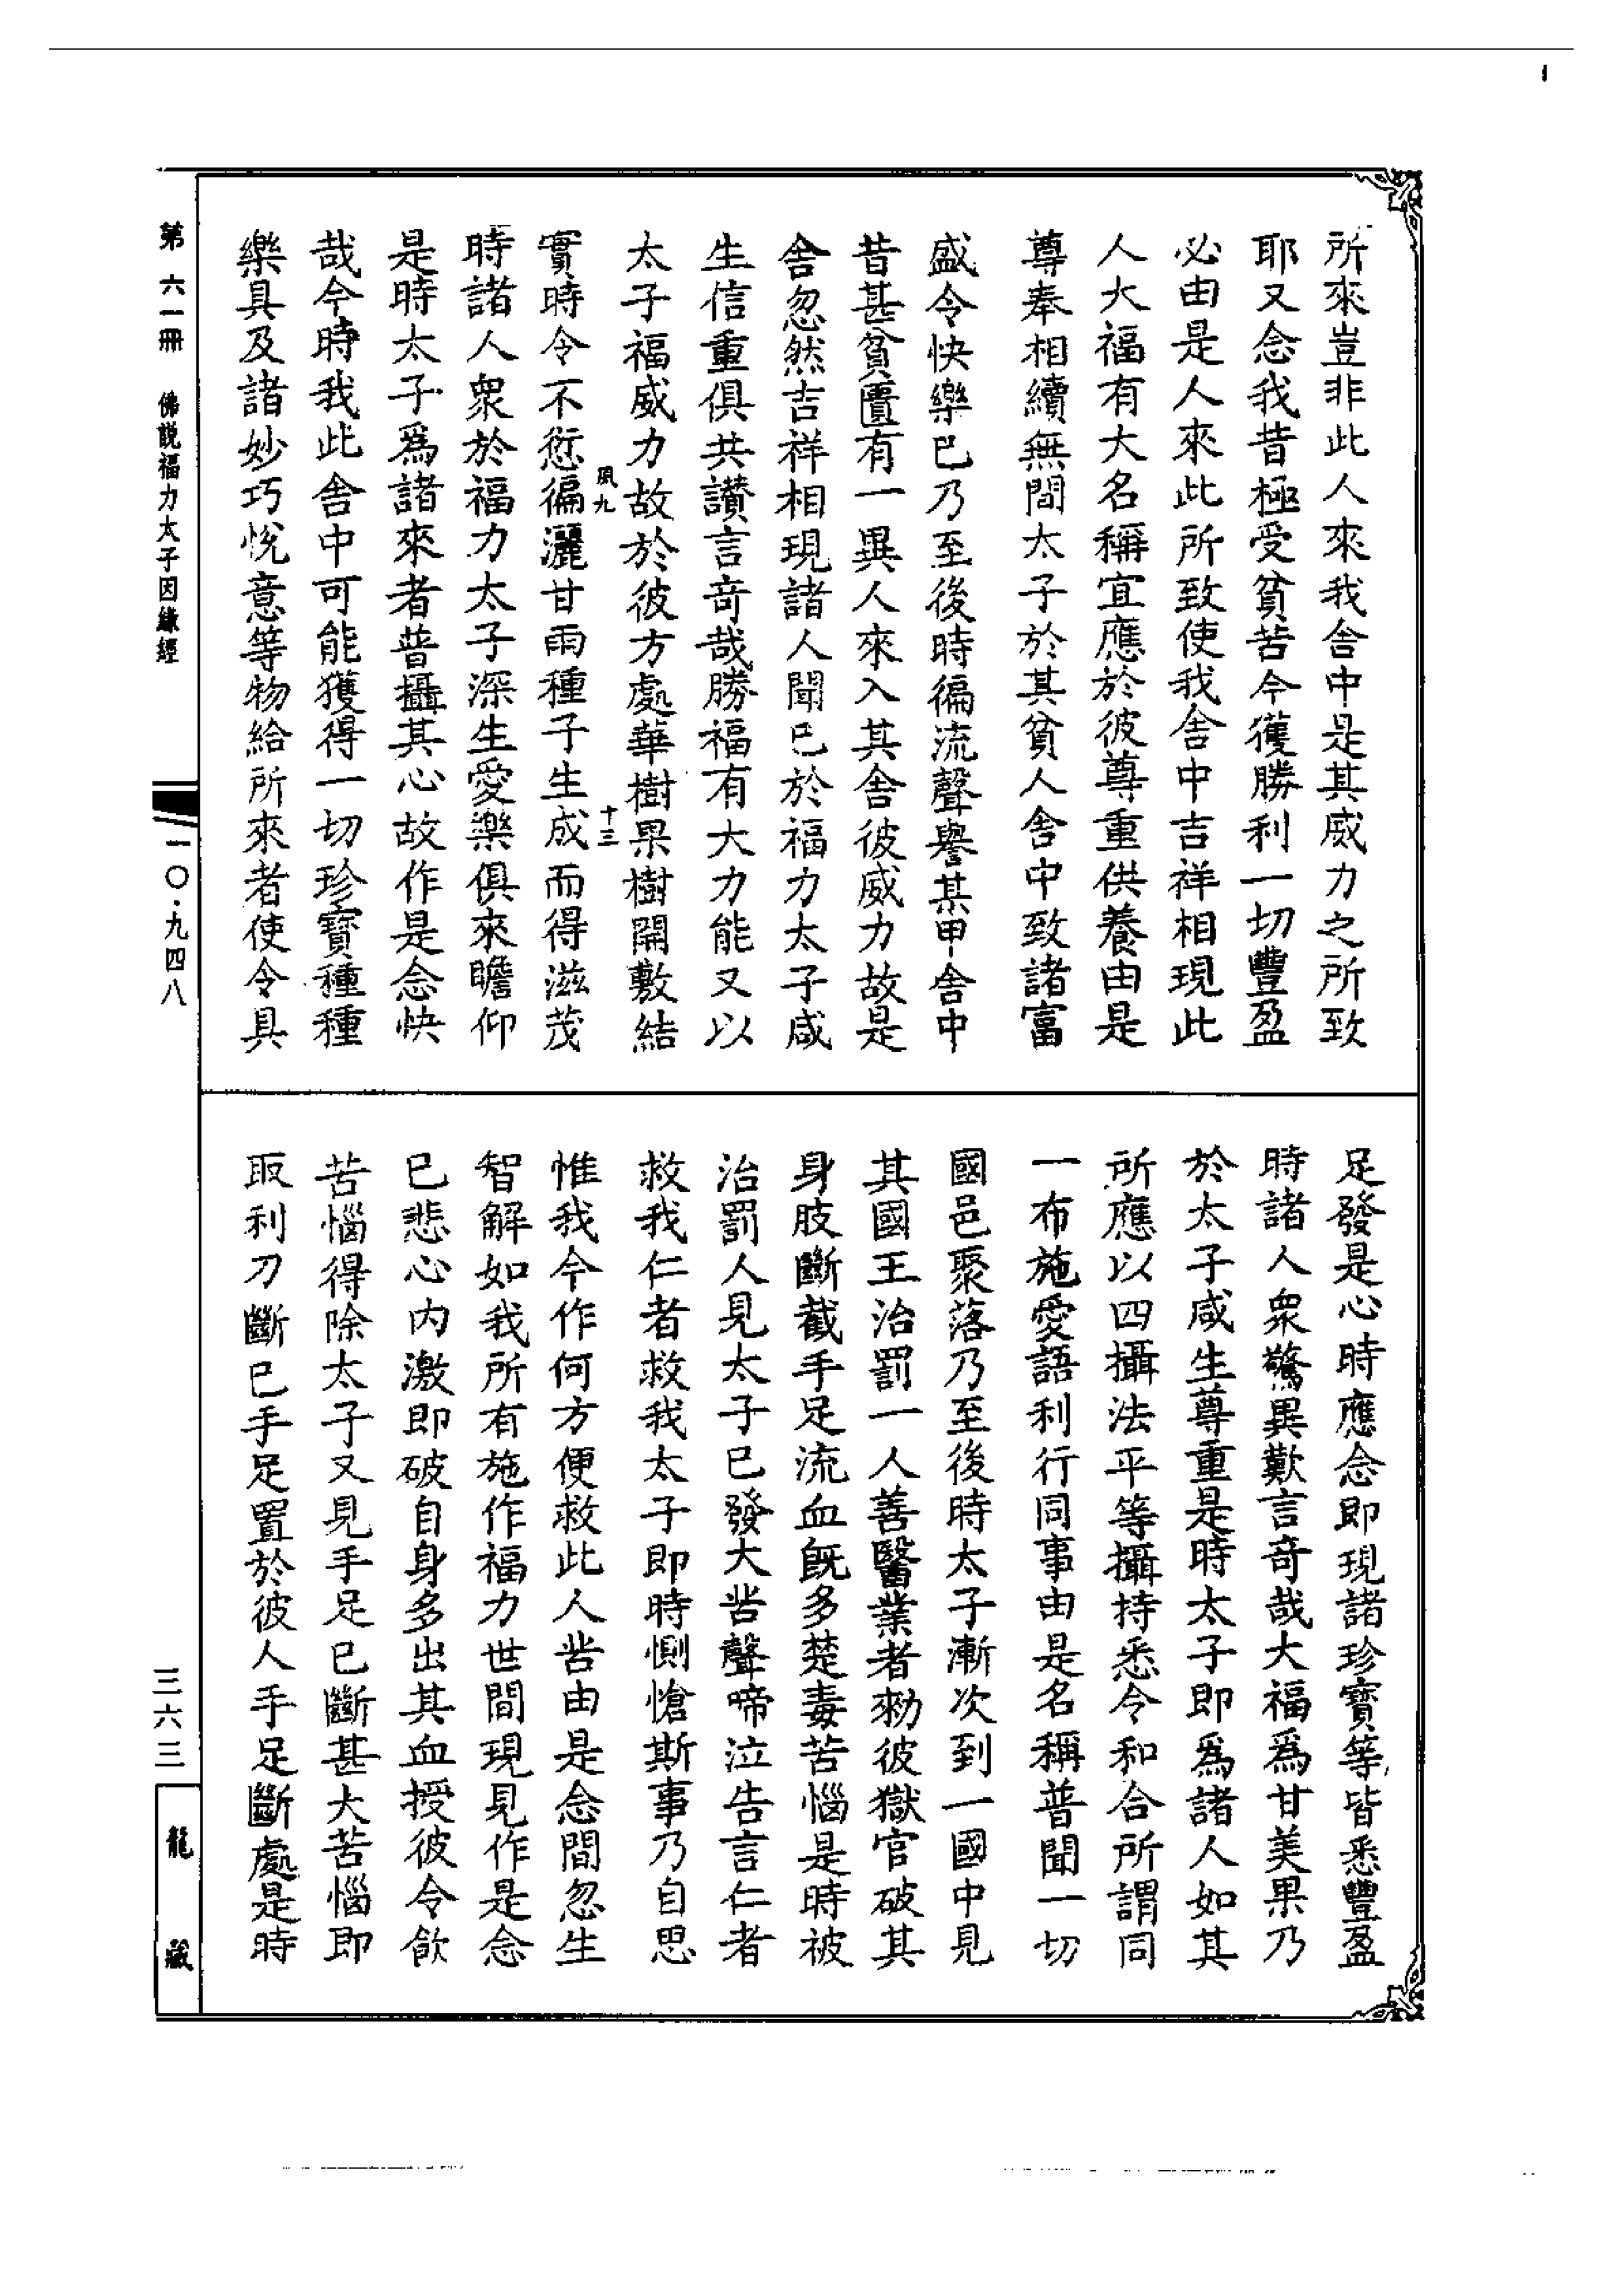 所來豈非此人來我舍中是其威力之所致
耶又念我昔極受貧苦今獲勝利一切豐盈
必由是人來此所致使我舍中吉祥相現此
人大福有大名稱宜應於彼尊重供養由是
尊奉相續無間太子於其貧人舍中致諸富
盛令快樂已乃至後時徧流聲譽某甲舍中
昔甚貧匱有一異人來入其舍彼威力故是
舍忽然吉祥相現諸人聞已於福力太子咸
生信重俱共讚言奇哉勝福有大力能又以
太子福威力故於彼方處華樹果樹開敷結
風九 十三
實時令不愆徧灑甘雨種子生成而得滋茂
時諸人衆於福力太子深生愛樂俱來瞻仰
是時太子爲諸來者普攝其心故作是念快
哉今時我此舍中可能獲得一切珍寶種種
樂具及諸妙巧悅意等物給所來者使令具
足發是心時應念即現諸珍寶等皆悉豐盈
時諸人衆驚異歎言奇哉大福爲甘美果乃
於太子咸生尊重是時太子即爲諸人如其
所應以四攝法平等攝持悉令和合所謂同
一布施愛語利行同事由是名稱普聞一切
國邑聚落乃至後時太子漸次到一國中見
其國王治罰一人善醫業者勑彼獄官破其
身肢斷截手足流血旣多楚毒苦惱是時被
治罰人見太子已發大苦聲啼泣告言仁者
救我仁者救我太子即時惻愴斯事乃自思
惟我今作何方便救此人苦由是念間忽生
智解如我所有施作福力世間現見作是念
已悲心内激即破自身多出其血授彼令飲
苦惱得除太子又見手足已斷甚大苦惱即
取利刀斷已手足置於彼人手足斷處是時
第六一冊 佛説福力太子因緣經
一〇·九四八
三六三
龍藏